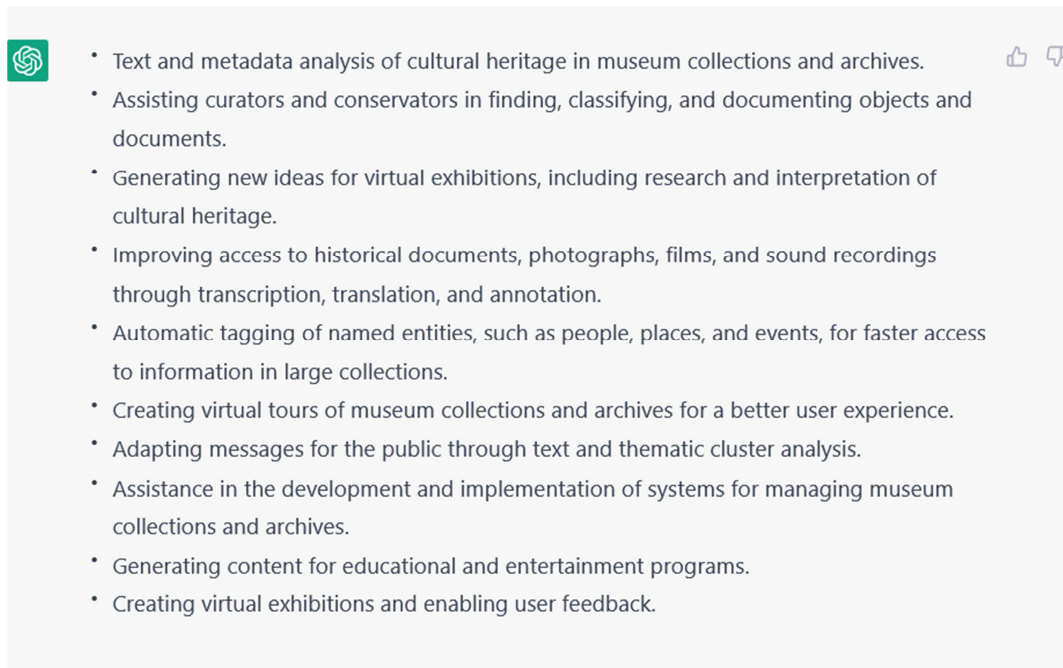 • Text and metadata analysis of cultural heritage in museum collections and archives.
• Assisting curators and conservators in finding, classifying, and documenting objects and
documents.
• Generating new ideas for virtual exhibitions, including research and interpretation of
cultural heritage.
• Improving access to historical documents, photographs, films, and sound recordings
through transcription, translation, and annotation.
• Automatic tagging of named entities, such as people, places, and events, for faster access
to information in large collections.
• Creating virtual tours of museum collections and archives for a better user experience.
• Adapting messages for the public through text and thematic cluster analysis.
• Assistance in the development and implementation of systems for managing museum
collections and archives.
• Generating content for educational and entertainment programs.
• Creating virtual exhibitions and enabling user feedback.